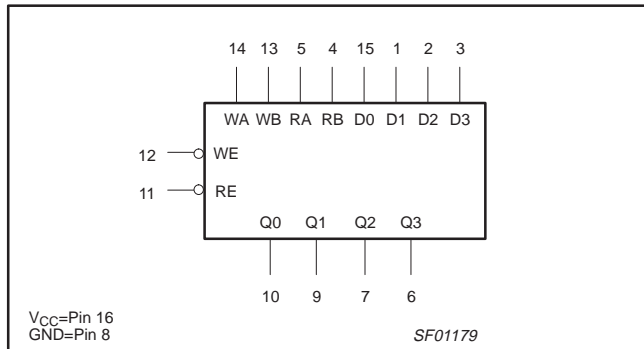 14 13 5 4 15 1 2 3
WA WB RA RB D0 D1 D2 D3
12 WE
11 RE
Q0 Q1 Q2 Q3
10 9 7 6
VCC=Pin 16
GND=Pin 8
SF01179